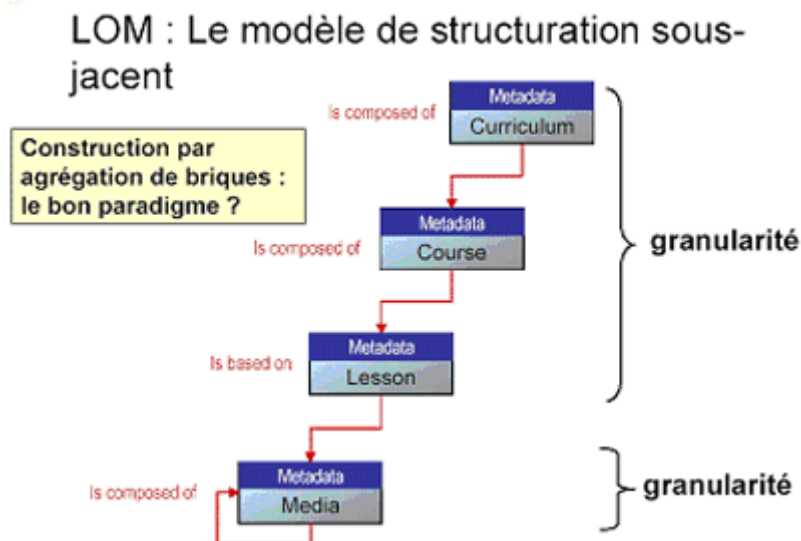 LOM : Le modèle de structuration sous-
jacent
Is composed of
Metadata
Curriculum
Construction par
agrégation de briques :
le bon paradigme ?
Is composed of
Metadata
Course
granularité
Is based on
Metadata
Lesson
Is composed of
Metadata
Media
granularité